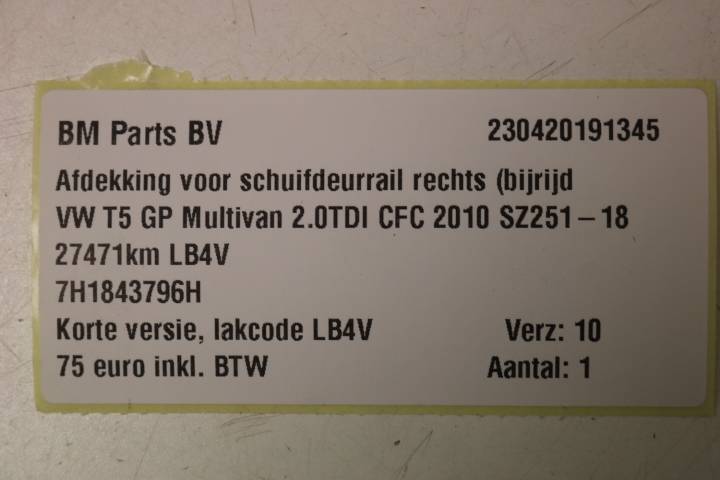 BM Parts BV 230420191345
Afdekking voor schuifdeurrail rechts (bijrijd
VW T5 GP Multivan 2.0TDI CFC 2010 SZ251-18
27471km LB4V
7H1843796H
Korte versie, lakcode LB4V Verz: 10
75 euro inkl. BTW Aantal: 1